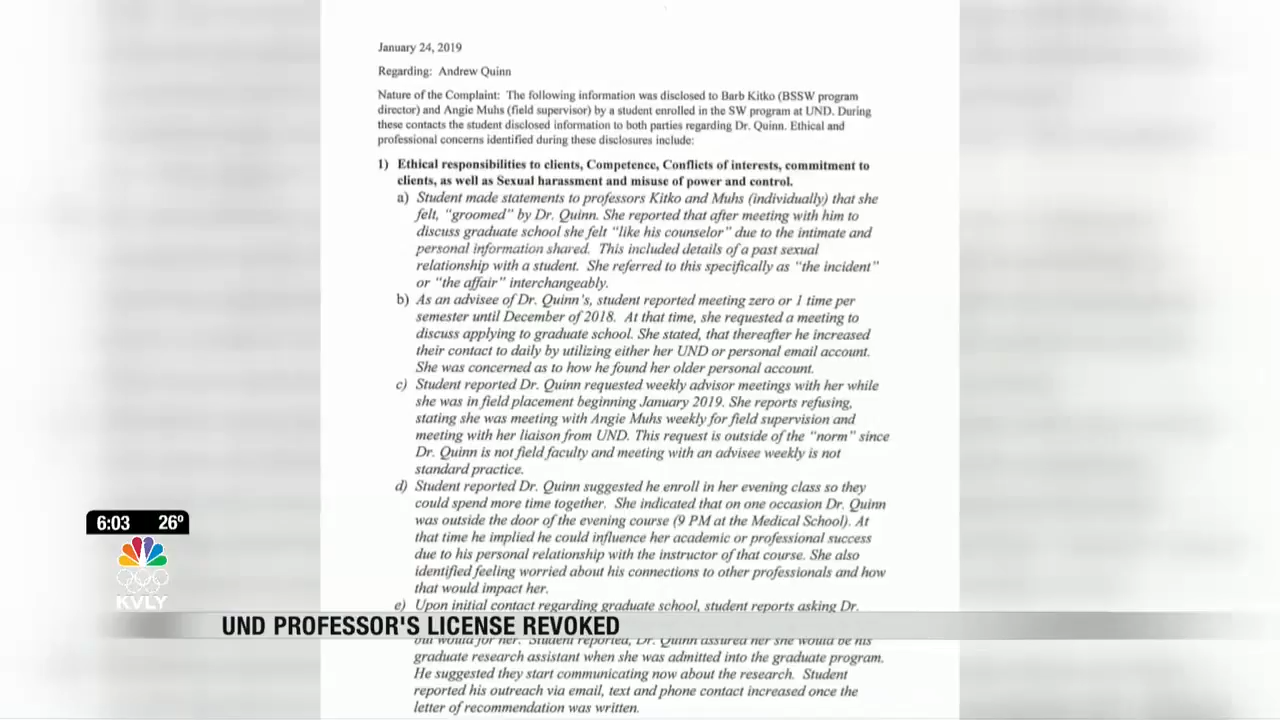 January 24, 2019
Regarding: Andrew Quinn
Nature of the Complaint: The following information was disclosed to Barb Kitko (BSSW program
director) and Angie Muhs (field supervisor) by a student enrolled in the SW program at UND. During
these contacts the student disclosed information to both parties regarding Dr. Quinn. Ethical and
professional concerns identified during these disclosures include:
1) Ethical responsibilities to clients, Competence, Conflicts of interests, commitment to
clients, as well as Sexual harassment and misuse of power and control.
a) Student made statements to professors Kitko and Muhs (individually) that she
felt, "groomed" by Dr. Quinn. She reported that after meeting with him to
discuss graduate school she felt "like his counselor" due to the intimate and
personal information shared. This included details of a past sexual
relationship with a student. She referred to this specifically as "the incident"
or "the affair" interchangeably.
b) As an advisee of Dr. Quinn's, student reported meeting zero or 1 time per
semester until December of 2018. At that time, she requested a meeting to
discuss applying to graduate school. She stated, that thereafter he increased
their contact to daily by utilizing either her UND or personal email account.
She was concerned as to how he found her older personal account.
c) Student reported Dr. Quinn requested weekly advisor meetings with her while
she was in field placement beginning January 2019. She reports refusing,
stating she was meeting with Angie Muhs weekly for field supervision and
meeting with her liaison from UND. This request is outside of the "norm" since
Dr. Quinn is not field faculty and meeting with an advisee weekly is not
standard practice.
d) Student reported Dr. Quinn suggested he enroll in her evening class so they
could spend more time together. She indicated that on one occasion Dr. Quinn
was outside the door of the evening course (9 PM at the Medical School). At
that time he implied he could influence her academic or professional success
due to his personal relationship with the instructor of that course. She also
identified feeling worried about his connections to other professionals and how
that would impact her.
e) Upon initial contact regarding graduate school, student reports asking Dr.
but would for her. Student reported, Dr. Quinn assured her she would be his
graduate research assistant when she was admitted into the graduate program.
He suggested they start communicating now about the research. Student
reported his outreach via email, text and phone contact increased once the
letter of recommendation was written.
6:03 26°
KVLY
UND PROFESSOR'S LICENSE REVOKED